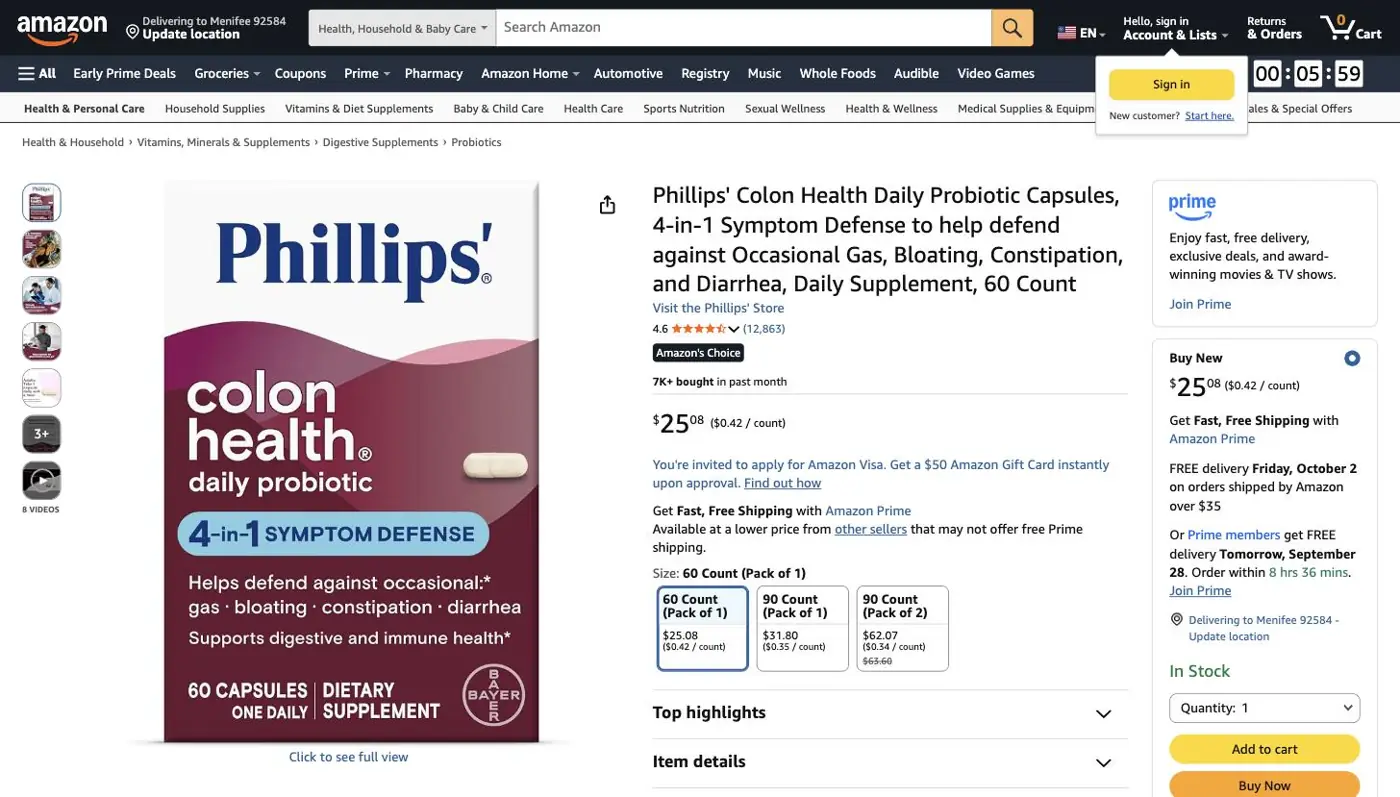 amazon
Delivering to Menifee 92584
Update location
Health, Household & Baby Care
Search Amazon
EN
Hello, sign in
Account & Lists
Returns
& Orders
0
Cart
All
Early Prime Deals
Groceries
Coupons
Prime
Pharmacy
Amazon Home
Automotive
Registry
Music
Whole Foods
Audible
Video Games
00 : 05 : 59
Sign in
New customer? Start here.
Health & Personal Care
Household Supplies
Vitamins & Diet Supplements
Baby & Child Care
Health Care
Sports Nutrition
Sexual Wellness
Health & Wellness
Medical Supplies & Equipm
ales & Special Offers
Health & Household › Vitamins, Minerals & Supplements › Digestive Supplements › Probiotics
3+
8 VIDEOS
Phillips'®
colon
health®
daily probiotic
4-in-1 SYMPTOM DEFENSE
Helps defend against occasional:*
gas · bloating · constipation · diarrhea
Supports digestive and immune health*
60 CAPSULES
ONE DAILY
DIETARY
SUPPLEMENT
BAYER
BAYER
Click to see full view
Phillips' Colon Health Daily Probiotic Capsules,
4-in-1 Symptom Defense to help defend
against Occasional Gas, Bloating, Constipation,
and Diarrhea, Daily Supplement, 60 Count
Visit the Phillips' Store
4.6 (12,863)
Amazon's Choice
7K+ bought in past month
$25 08 ($0.42 / count)
You're invited to apply for Amazon Visa. Get a $50 Amazon Gift Card instantly
upon approval. Find out how
Get Fast, Free Shipping with Amazon Prime
Available at a lower price from other sellers that may not offer free Prime
shipping.
Size: 60 Count (Pack of 1)
60 Count
(Pack of 1)
$25.08
($0.42 / count)
90 Count
(Pack of 1)
$31.80
($0.35 / count)
90 Count
(Pack of 2)
$62.07
($0.34 / count)
$63.60
Top highlights
Item details
prime
Enjoy fast, free delivery,
exclusive deals, and award-
winning movies & TV shows.
Join Prime
Buy New
$25 08 ($0.42 / count)
Get Fast, Free Shipping with
Amazon Prime
FREE delivery Friday, October 2
on orders shipped by Amazon
over $35
Or Prime members get FREE
delivery Tomorrow, September
28. Order within 8 hrs 36 mins.
Join Prime
Delivering to Menifee 92584 -
Update location
In Stock
Quantity: 1
Add to cart
Buy Now